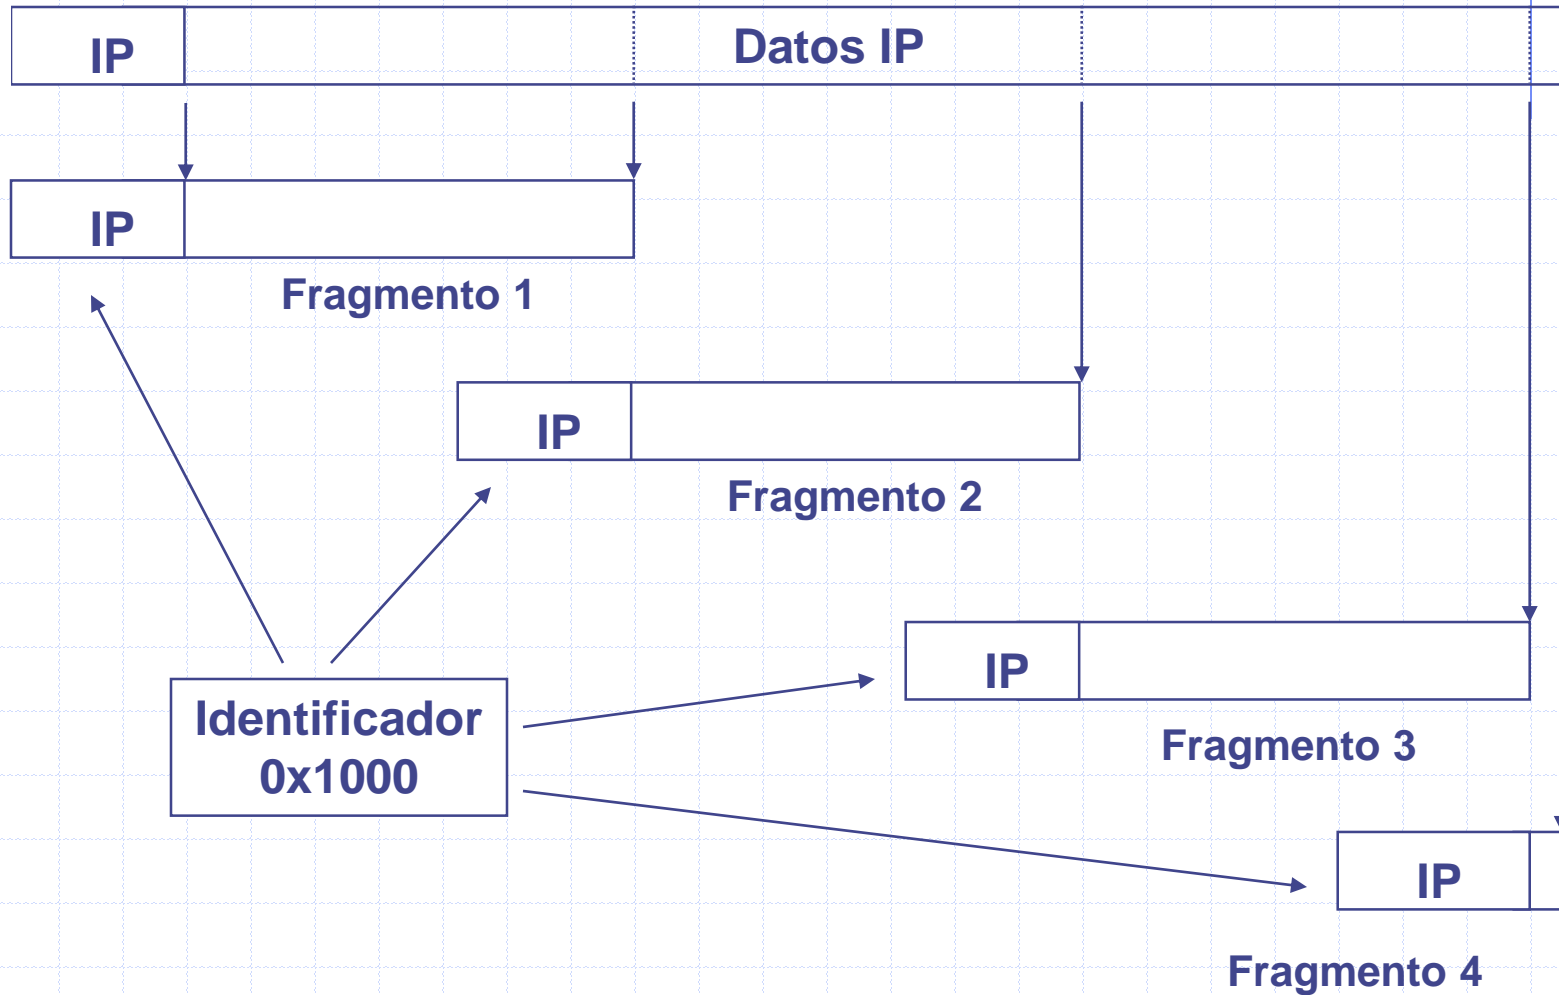 IP
Datos IP
IP
Fragmento 1
IP
Fragmento 2
IP
Fragmento 3
Identificador
0x1000
IP
Fragmento 4